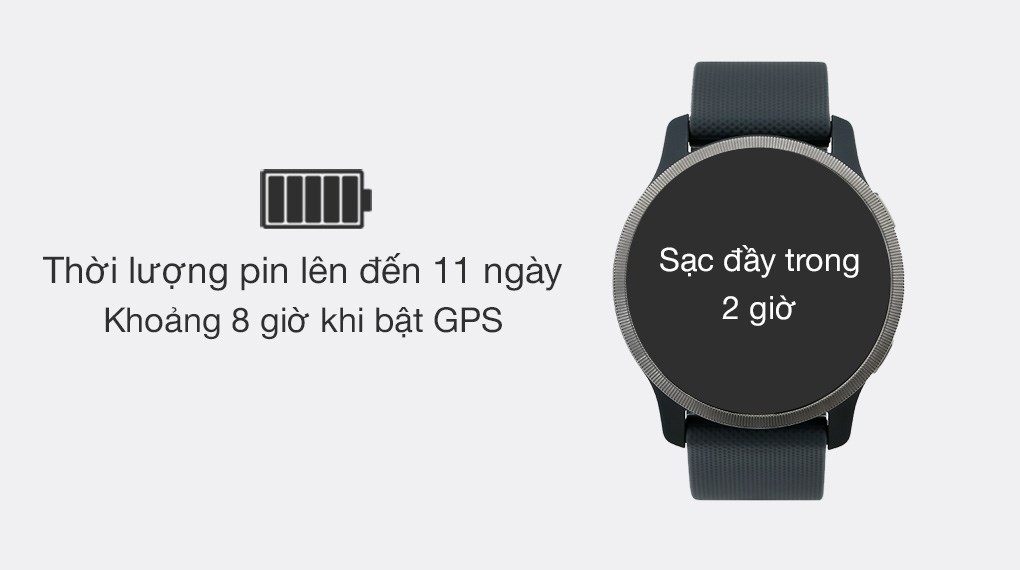 Thời lượng pin lên đến 11 ngày
Khoảng 8 giờ khi bật GPS
Sạc đầy trong
2 giờ